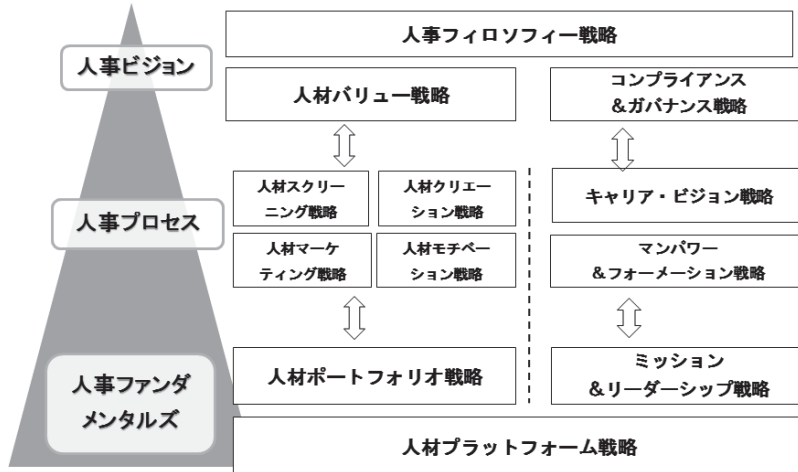 人事フィロソフィー戦略
人事ビジョン
人材バリュー戦略
コンプライアンス
&ガバナンス戦略
人事プロセス
人材スクリー
ニング戦略
人材クリエー
ション戦略
キャリア・ビジョン戦略
人材マーケ
ティング戦略
人材モチベー
ション戦略
マンパワー
&フォーメーション戦略
人事ファンダ
メンタルズ
人材ポートフォリオ戦略
ミッション
&リーダーシップ戦略
人材プラットフォーム戦略